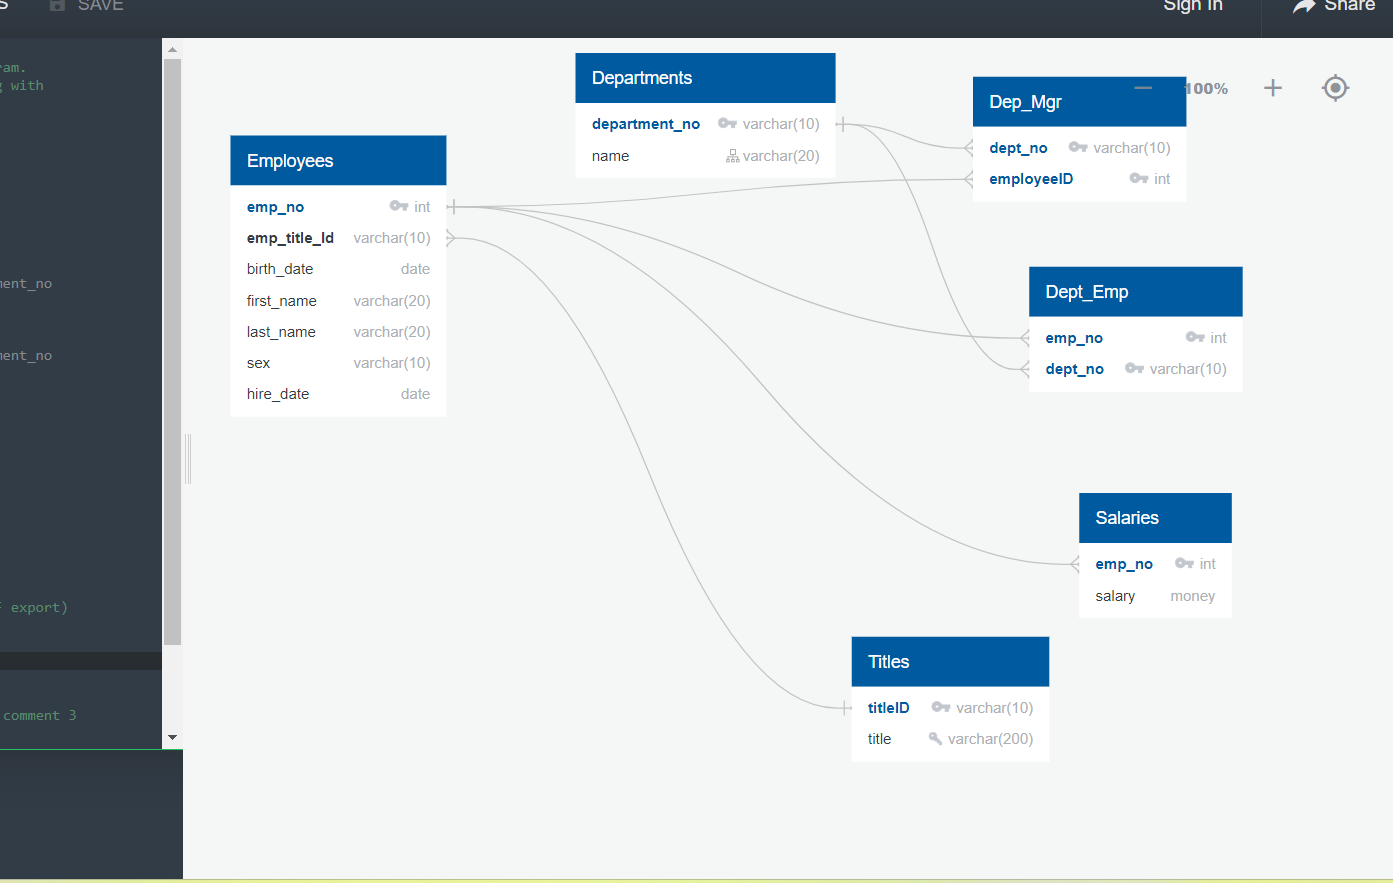 S SAVE Sign In Share
ram.
g with
ment_no
ment_no
F export)
comment 3
Departments
department_no varchar(10)
name varchar(20)
Employees
emp_no int
emp_title_Id varchar(10)
birth_date date
first_name varchar(20)
last_name varchar(20)
sex varchar(10)
hire_date date
Dep_Mgr
dept_no varchar(10)
employeeID int
100%
Dept_Emp
emp_no int
dept_no varchar(10)
Salaries
emp_no int
salary money
Titles
titleID varchar(10)
title varchar(200)